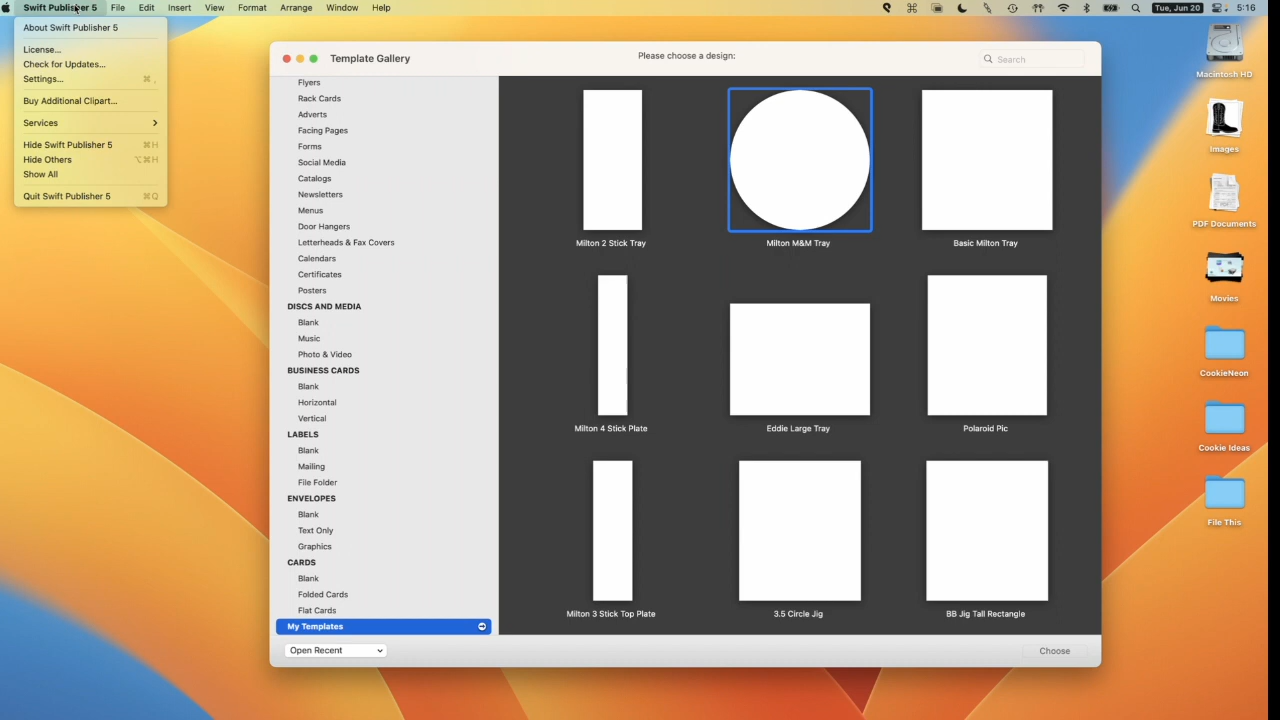 Swift Publisher 5 File Edit Insert View Format Arrange Window Help Tue, Jun 20 5:16
About Swift Publisher 5
License...
Check for Updates...
Settings... ⌘ ,
Buy Additional Clipart...
Services
Hide Swift Publisher 5 ⌘H
Hide Others ⌥⌘H
Show All
Quit Swift Publisher 5 ⌘Q
Template Gallery
Please choose a design:
Search
Flyers
Rack Cards
Adverts
Facing Pages
Forms
Social Media
Catalogs
Newsletters
Menus
Door Hangers
Letterheads & Fax Covers
Calendars
Certificates
Posters
DISCS AND MEDIA
Blank
Music
Photo & Video
BUSINESS CARDS
Blank
Horizontal
Vertical
LABELS
Blank
Mailing
File Folder
ENVELOPES
Blank
Text Only
Graphics
CARDS
Blank
Folded Cards
Flat Cards
My Templates
Milton 2 Stick Tray
Milton M&M Tray
Basic Milton Tray
Milton 4 Stick Plate
Eddie Large Tray
Polaroid Pic
Milton 3 Stick Top Plate
3.5 Circle Jig
BB Jig Tall Rectangle
Open Recent
Choose
Macintosh HD
Images
PDF Documents
Movies
CookieNeon
Cookie Ideas
File This